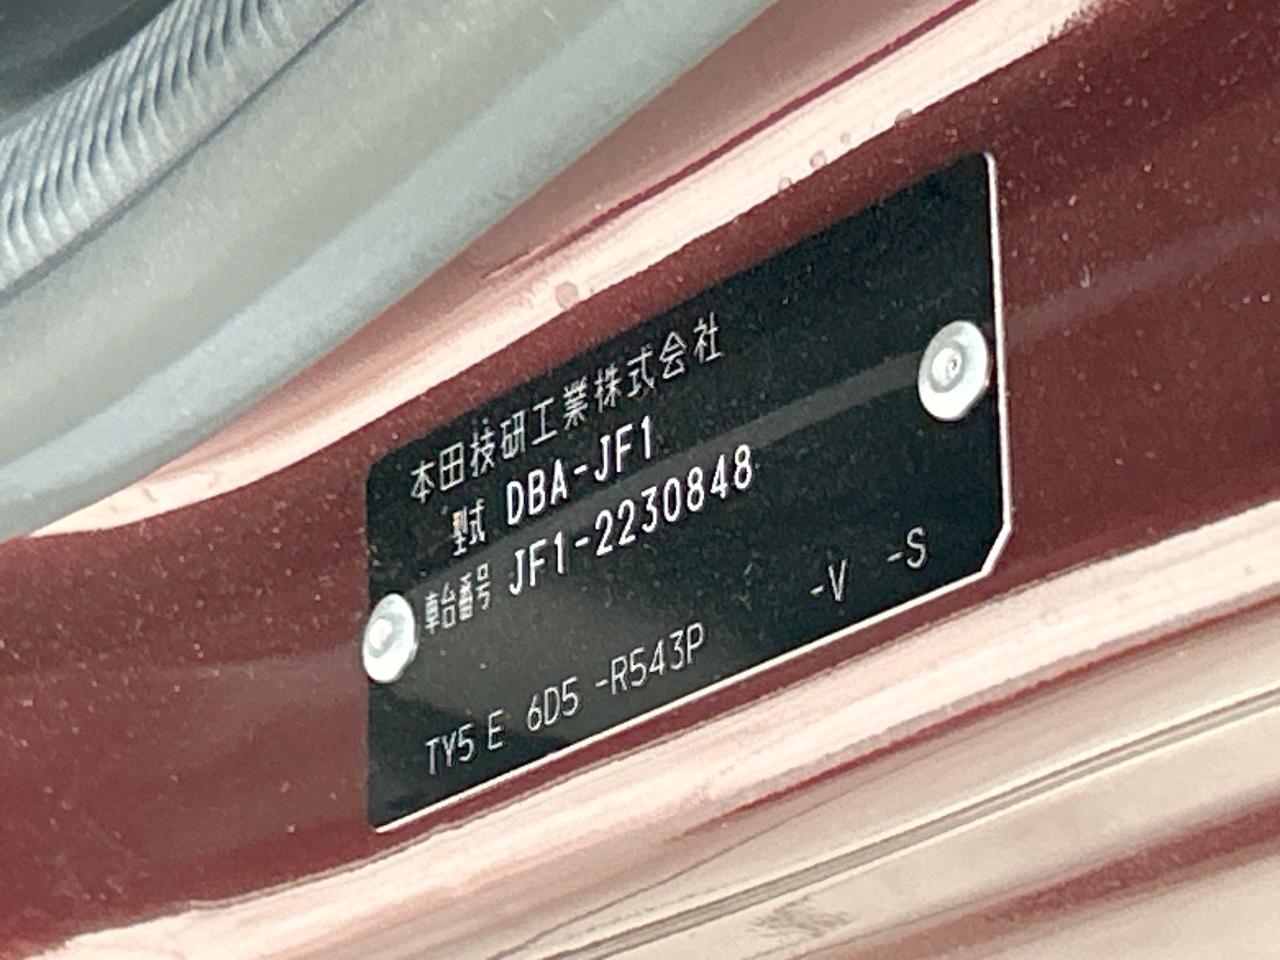 本田技研工業株式会社
型式 DBA-JF1
車台番号 JF1-2230848
-V -S
TY5 E 6D5 -R543P